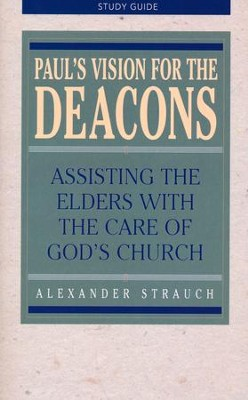 STUDY GUIDE
PAUL'S VISION FOR THE
DEACONS
ASSISTING THE
ELDERS WITH
THE CARE OF
GOD'S CHURCH
ALEXANDER STRAUCH